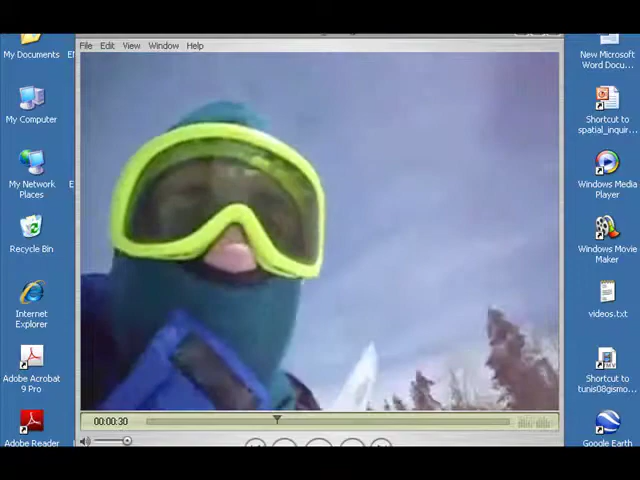 My Documents
My Computer
My Network
Places
Recycle Bin
Internet
Explorer
Adobe Acrobat
9 Pro
Adobe Reader
File Edit View Window Help
00:00:30
New Microsoft
Word Docu...
Shortcut to
spatial_inquir...
Windows Media
Player
Windows Movie
Maker
videos.txt
Shortcut to
tunis08gismo...
Google Earth